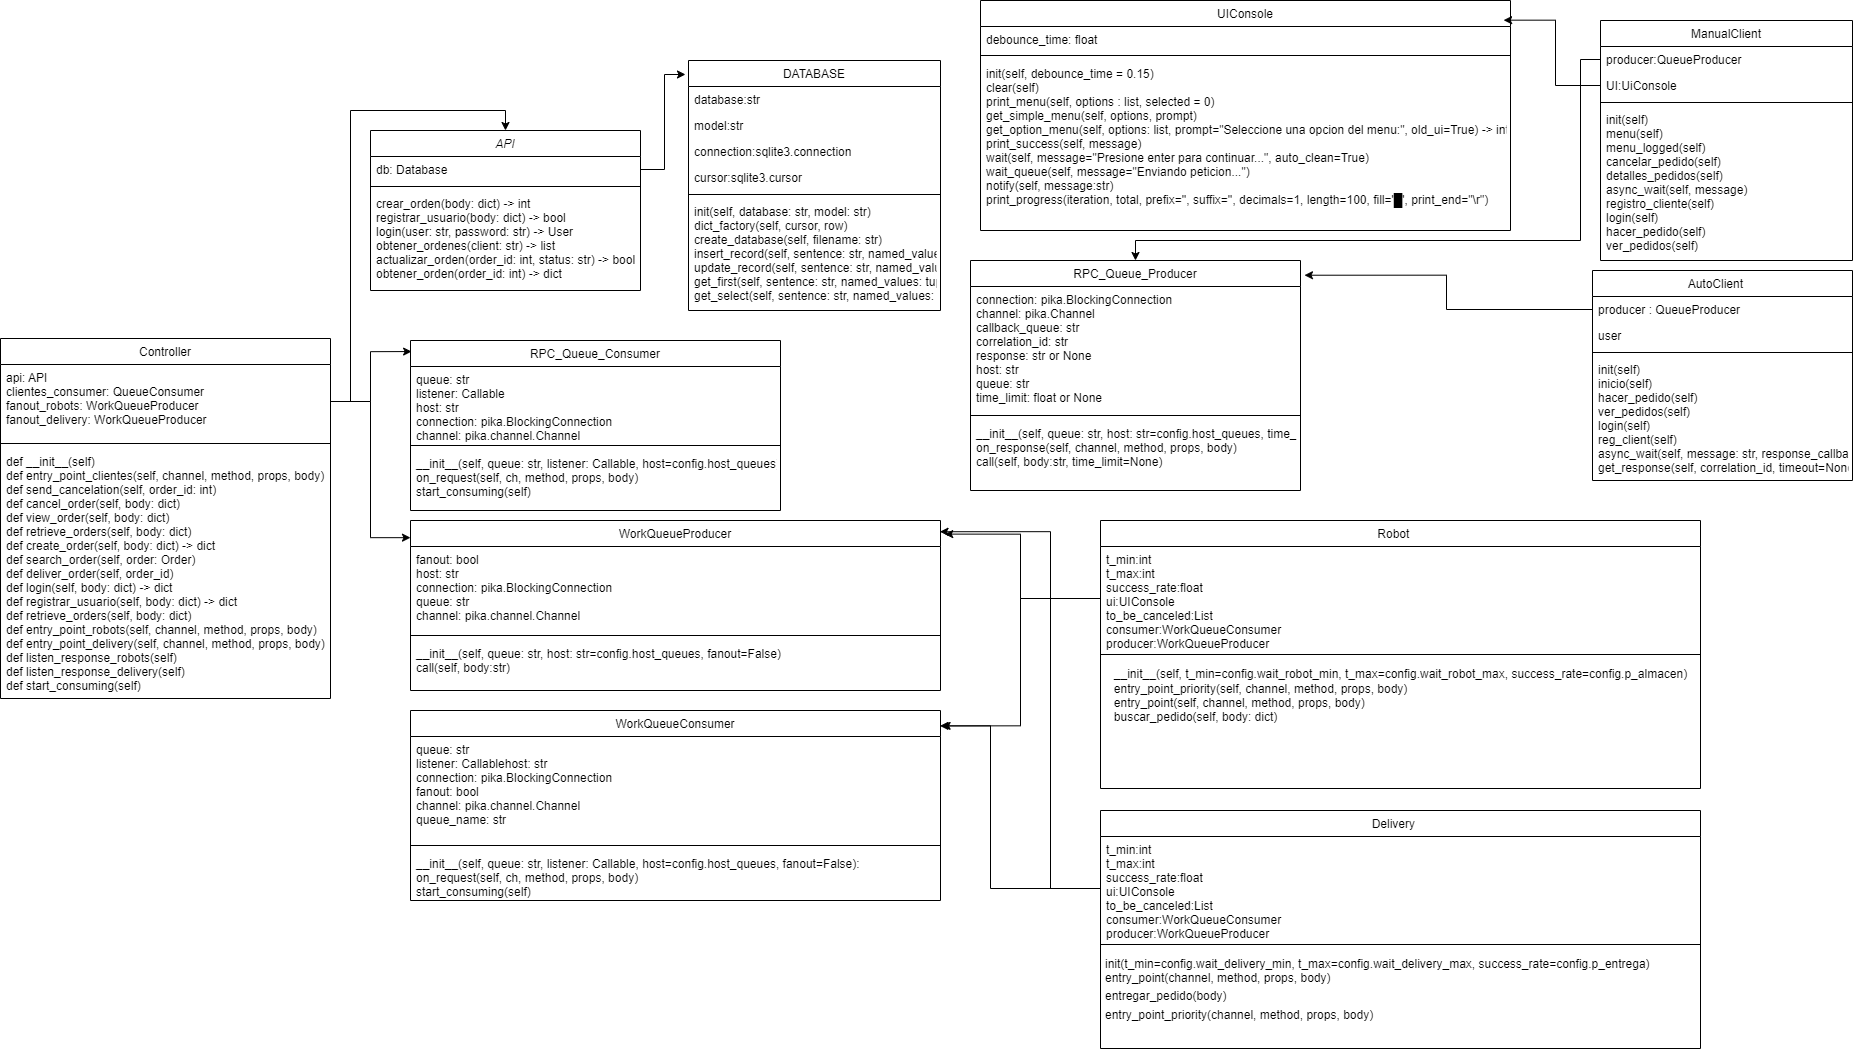 UIConsole
debounce_time: float
init(self, debounce_time = 0.15)
clear(self)
print_menu(self, options : list, selected = 0)
get_simple_menu(self, options, prompt)
get_option_menu(self, options: list, prompt="Seleccione una opcion del menu:", old_ui=True) -> in
print_success(self, message)
wait(self, message="Presione enter para continuar...", auto_clean=True)
wait_queue(self, message="Enviando peticion...")
notify(self, message:str)
print_progress(iteration, total, prefix='', suffix='', decimals=1, length=100, fill='█', print_end="\r")
ManualClient
producer:QueueProducer
UI:UiConsole
init(self)
menu(self)
menu_logged(self)
cancelar_pedido(self)
detalles_pedidos(self)
async_wait(self, message)
registro_cliente(self)
login(self)
hacer_pedido(self)
ver_pedidos(self)
DATABASE
database:str
model:str
connection:sqlite3.connection
cursor:sqlite3.cursor
init(self, database: str, model: str)
dict_factory(self, cursor, row)
create_database(self, filename: str)
insert_record(self, sentence: str, named_value
update_record(self, sentence: str, named_valu
get_first(self, sentence: str, named_values: tu
get_select(self, sentence: str, named_values:
API
db: Database
crear_orden(body: dict) -> int
registrar_usuario(body: dict) -> bool
login(user: str, password: str) -> User
obtener_ordenes(client: str) -> list
actualizar_orden(order_id: int, status: str) -> bool
obtener_orden(order_id: int) -> dict
RPC_Queue_Producer
connection: pika.BlockingConnection
channel: pika.Channel
callback_queue: str
correlation_id: str
response: str or None
host: str
queue: str
time_limit: float or None
__init__(self, queue: str, host: str=config.host_queues, time_
on_response(self, channel, method, props, body)
call(self, body:str, time_limit=None)
AutoClient
producer : QueueProducer
user
init(self)
inicio(self)
hacer_pedido(self)
ver_pedidos(self)
login(self)
reg_client(self)
async_wait(self, message: str, response_callba
get_response(self, correlation_id, timeout=Non
Controller
api: API
clientes_consumer: QueueConsumer
fanout_robots: WorkQueueProducer
fanout_delivery: WorkQueueProducer
def __init__(self)
def entry_point_clientes(self, channel, method, props, body)
def send_cancelation(self, order_id: int)
def cancel_order(self, body: dict)
def view_order(self, body: dict)
def retrieve_orders(self, body: dict)
def create_order(self, body: dict) -> dict
def search_order(self, order: Order)
def deliver_order(self, order_id)
def login(self, body: dict) -> dict
def registrar_usuario(self, body: dict) -> dict
def retrieve_orders(self, body: dict)
def entry_point_robots(self, channel, method, props, body)
def entry_point_delivery(self, channel, method, props, body)
def listen_response_robots(self)
def listen_response_delivery(self)
def start_consuming(self)
RPC_Queue_Consumer
queue: str
listener: Callable
host: str
connection: pika.BlockingConnection
channel: pika.channel.Channel
__init__(self, queue: str, listener: Callable, host=config.host_queues
on_request(self, ch, method, props, body)
start_consuming(self)
WorkQueueProducer
fanout: bool
host: str
connection: pika.BlockingConnection
queue: str
channel: pika.channel.Channel
__init__(self, queue: str, host: str=config.host_queues, fanout=False)
call(self, body:str)
WorkQueueConsumer
queue: str
listener: Callablehost: str
connection: pika.BlockingConnection
fanout: bool
channel: pika.channel.Channel
queue_name: str
__init__(self, queue: str, listener: Callable, host=config.host_queues, fanout=False):
on_request(self, ch, method, props, body)
start_consuming(self)
Robot
t_min:int
t_max:int
success_rate:float
ui:UIConsole
to_be_canceled:List
consumer:WorkQueueConsumer
producer:WorkQueueProducer
__init__(self, t_min=config.wait_robot_min, t_max=config.wait_robot_max, success_rate=config.p_almacen)
entry_point_priority(self, channel, method, props, body)
entry_point(self, channel, method, props, body)
buscar_pedido(self, body: dict)
Delivery
t_min:int
t_max:int
success_rate:float
ui:UIConsole
to_be_canceled:List
consumer:WorkQueueConsumer
producer:WorkQueueProducer
init(t_min=config.wait_delivery_min, t_max=config.wait_delivery_max, success_rate=config.p_entrega)
entry_point(channel, method, props, body)
entregar_pedido(body)
entry_point_priority(channel, method, props, body)